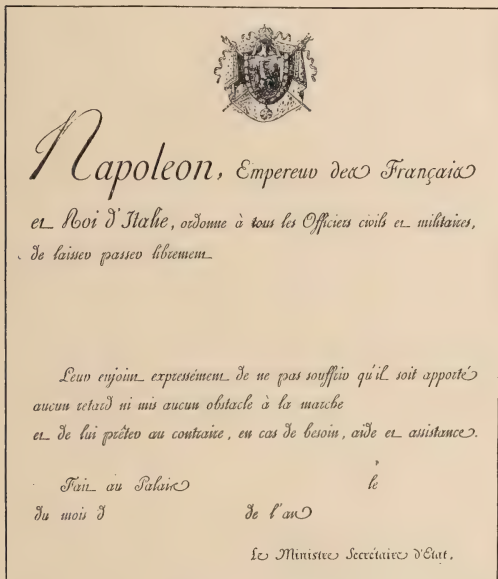 Napoleon, Empereur des Français
et Roi d'Italie, ordonne à tous les Officiers civils et militaires,
de laisser passer librement
Leur enjoint expressément de ne pas souffrir qu'il soit apporté
aucun retard ni mis aucun obstacle à la marche
et de lui prêter au contraire, en cas de besoin, aide et assistance.
Fait au Palais le
du mois d de l'an
Le Ministre Secrétaire d'Etat,